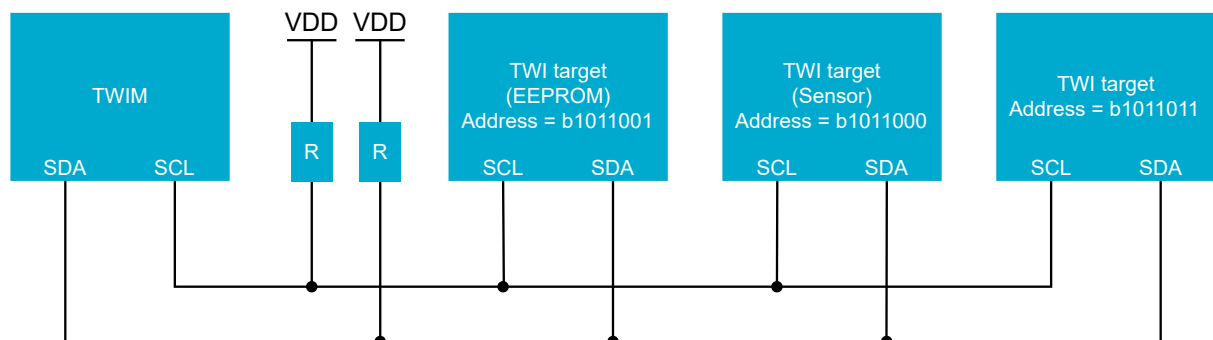 TWIM
SDA SCL
VDD VDD
R R
TWI target
(EEPROM)
Address = b1011001
SCL SDA
TWI target
(Sensor)
Address = b1011000
SCL SDA
TWI target
Address = b1011011
SCL SDA